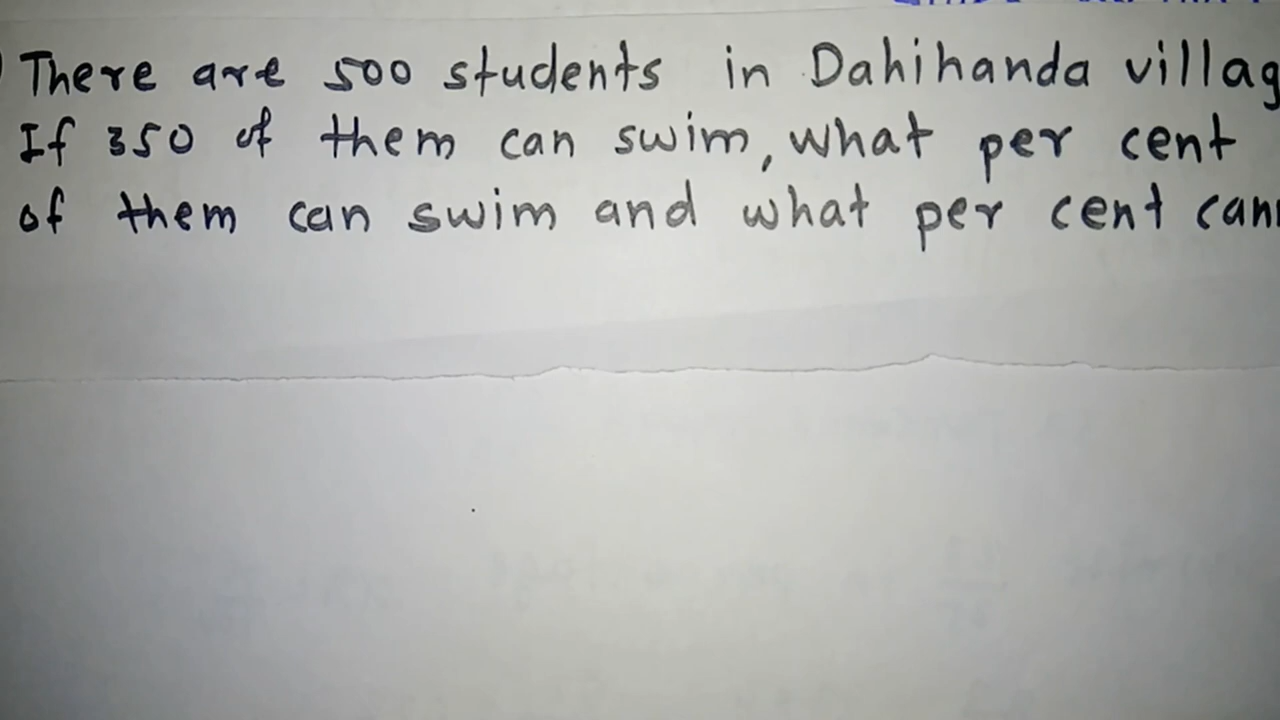 There are 500 students in Dahihanda villag
If 350 of them can swim, what per cent
of them can swim and what per cent can